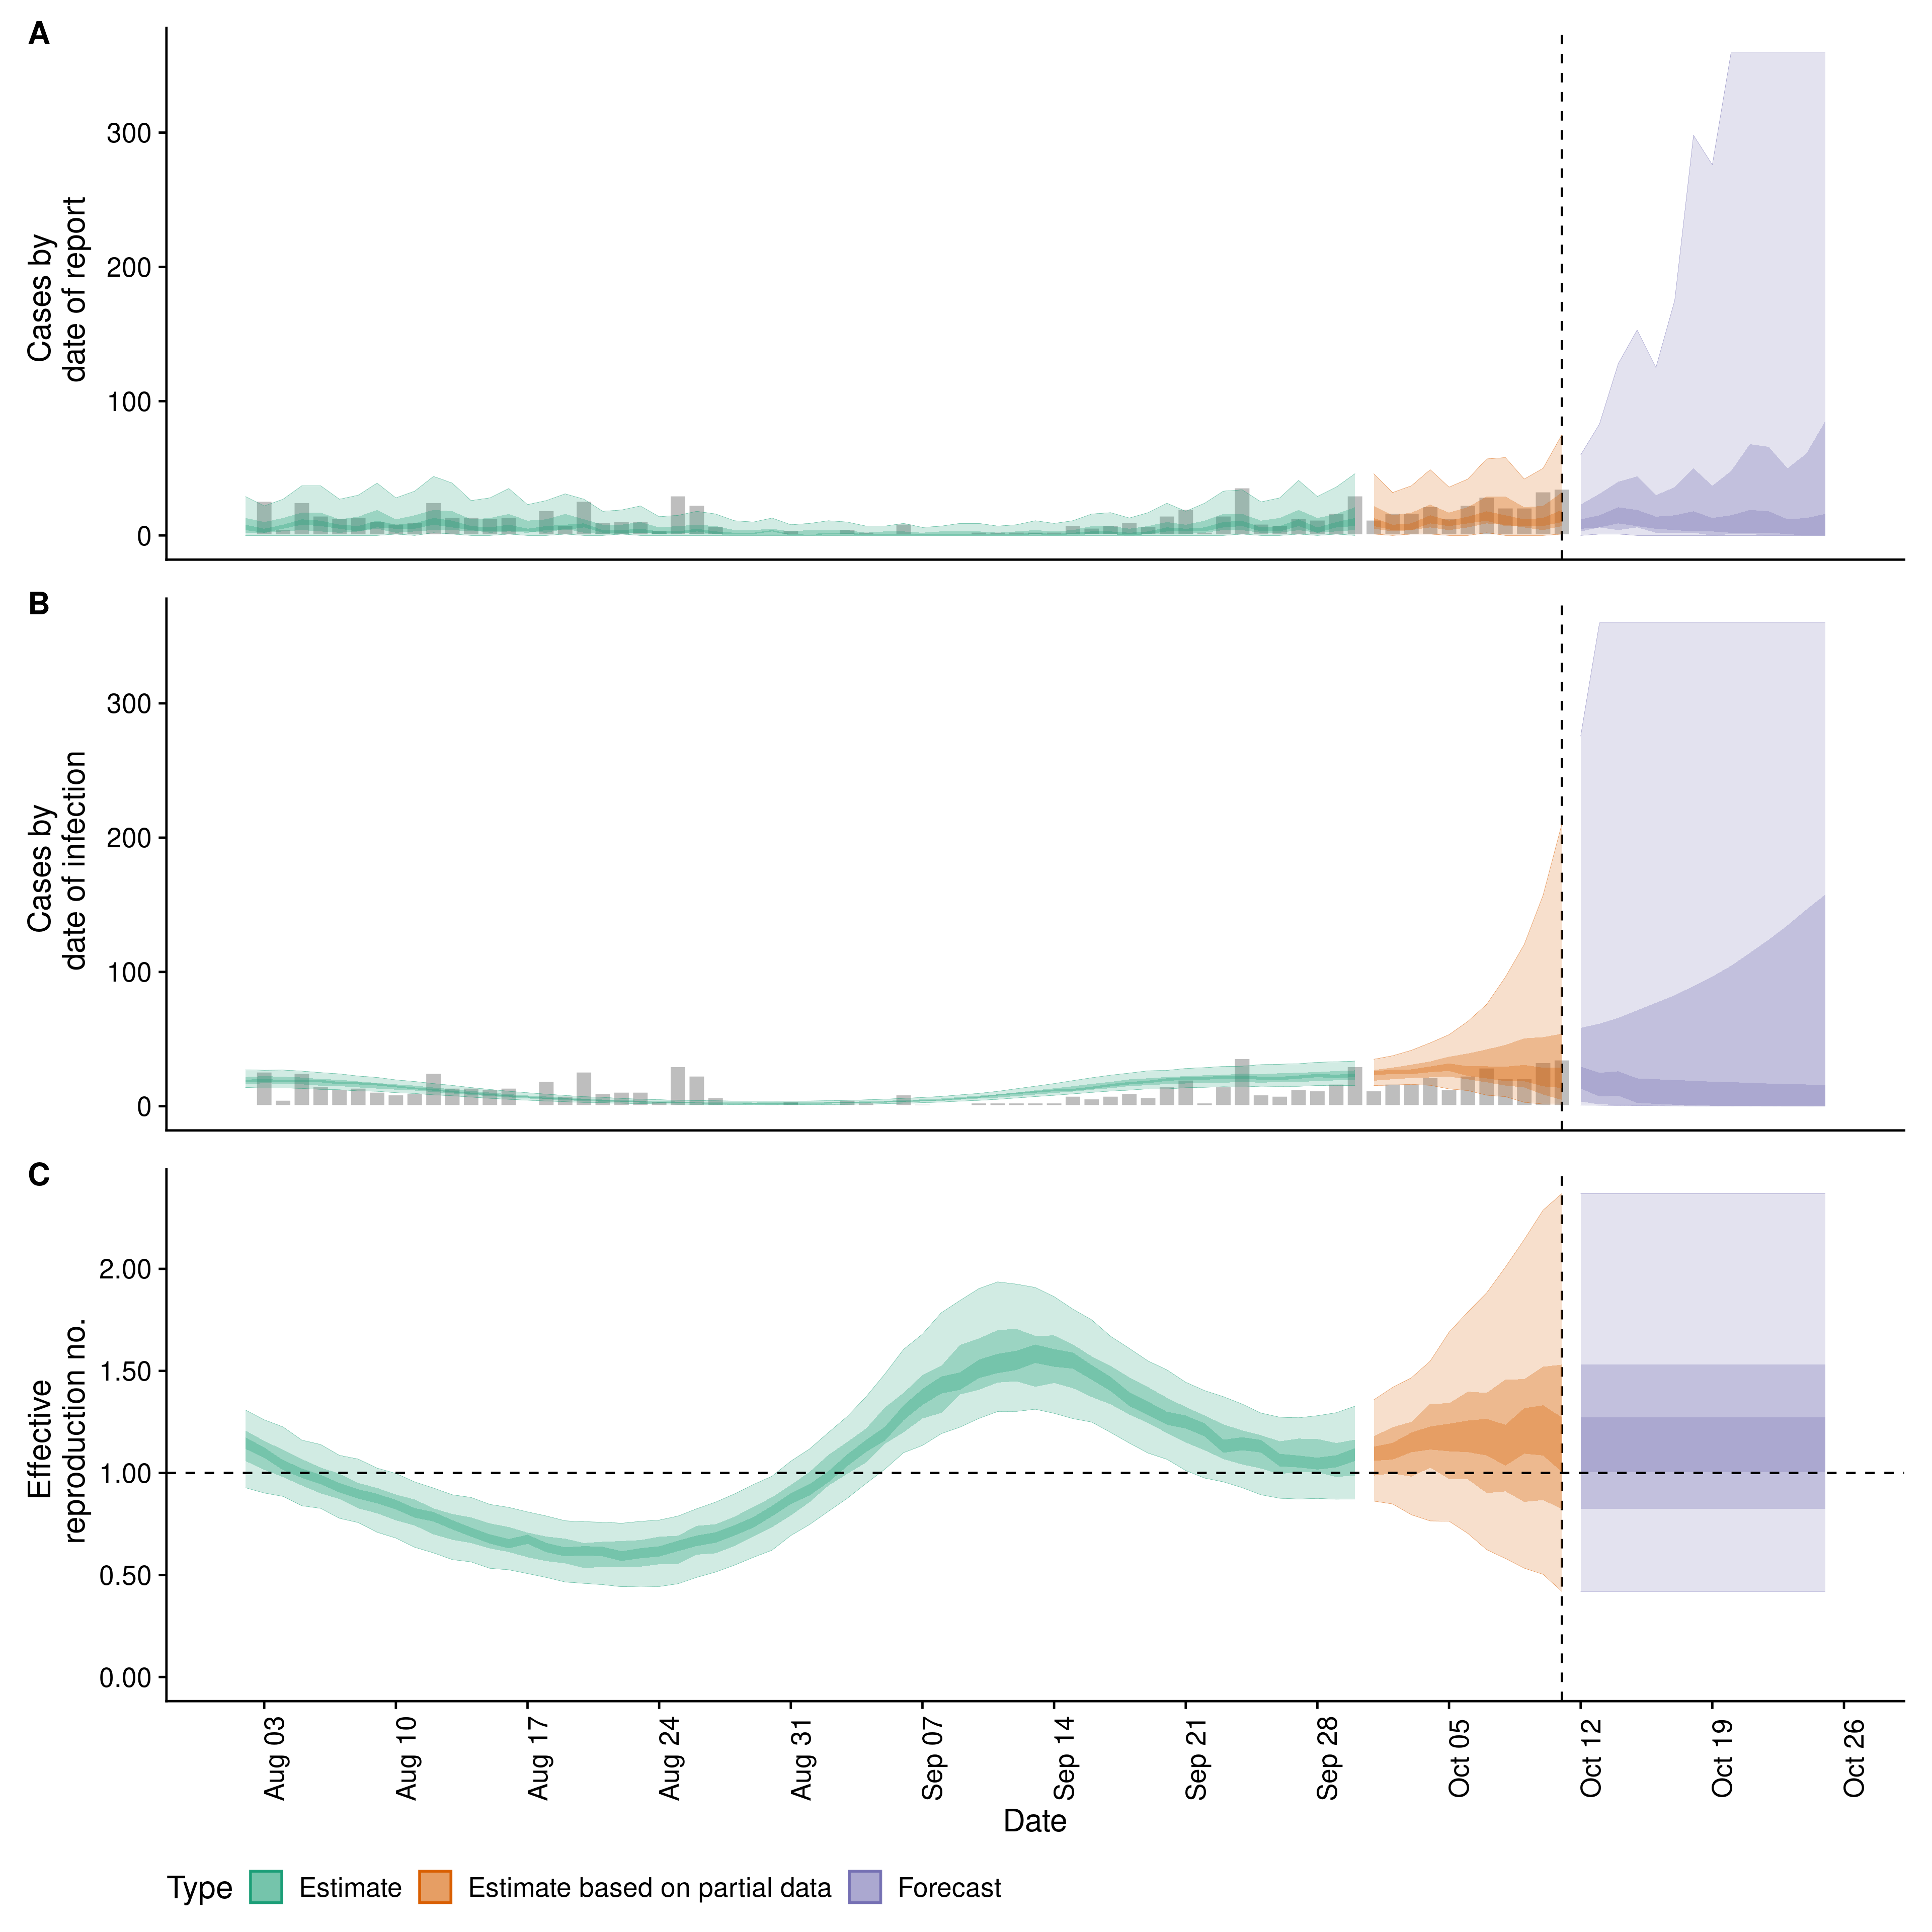 A
Cases by
date of report
300
200
100
0
B
Cases by
date of infection
300
200
100
0
C
Effective
reproduction no.
2.00
1.50
1.00
0.50
0.00
Aug 03
Aug 10
Aug 17
Aug 24
Aug 31
Sep 07
Sep 14
Sep 21
Sep 28
Oct 05
Oct 12
Oct 19
Oct 26
Date
Type Estimate Estimate based on partial data Forecast